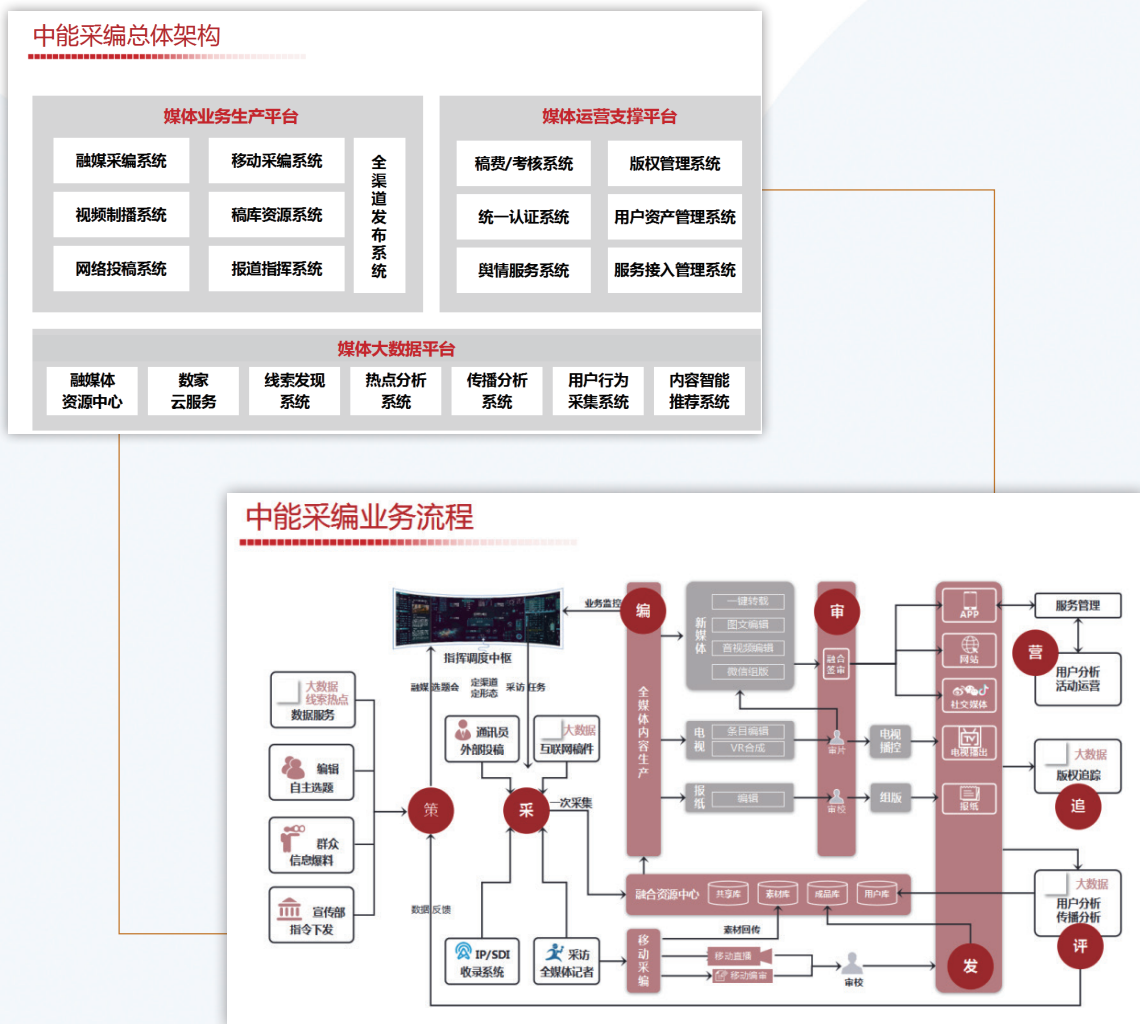 中能采编总体架构
媒体业务生产平台
融媒采编系统
移动采编系统
视频制播系统
稿库资源系统
网络投稿系统
报道指挥系统
全渠道发布系统
媒体运营支撑平台
稿费/考核系统
版权管理系统
统一认证系统
用户资产管理系统
舆情服务系统
服务接入管理系统
媒体大数据平台
融媒体
资源中心
数家
云服务
线索发现
系统
热点分析
系统
传播分析
系统
用户行为
采集系统
内容智能
推荐系统
中能采编业务流程
大数据
线索热点
数据服务
编辑
自主选题
群众
信息爆料
宣传部
指令下发
策
指挥调度中枢
融媒选题会
定渠道
定形态
采访任务
业务监控
通讯员
外部投稿
大数据
互联网稿件
采
一次采集
数据反馈
IP/SDI
收录系统
采访
全媒体记者
编
全媒体内容生产
新媒体
一键转载
图文编辑
音视频编辑
微信组版
电视
条目编辑
VR合成
报纸
编辑
审
融合
签审
审片
审校
电视
播控
组版
APP
网站
社交媒体
TV
电视播出
报纸
发
融合资源中心
共享库
素材库
成品库
用户库
移动采编
素材回传
移动直播
移动编审
审校
服务管理
营
用户分析
活动运营
大数据
版权追踪
追
大数据
用户分析
传播分析
评